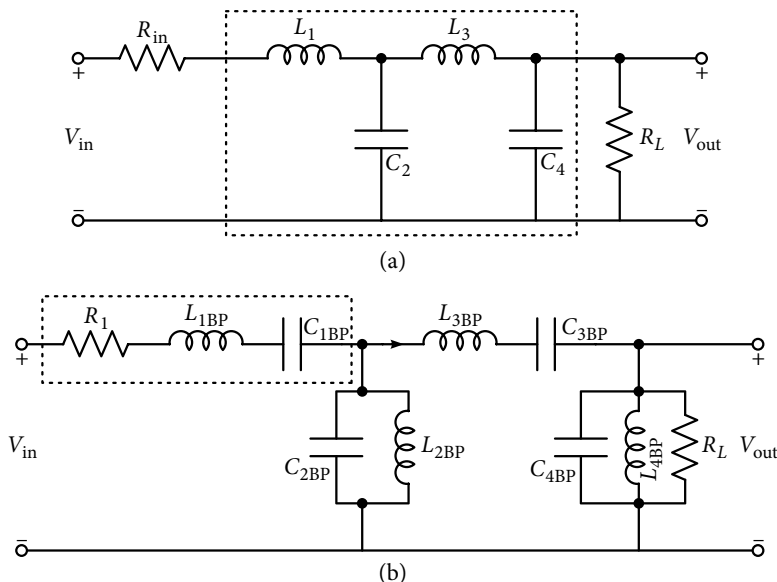 R_in
L_1
L_3
+
+
V_in
C_2
C_4
R_L
V_out
−
−
(a)
R_1
L_1BP
C_1BP
L_3BP
C_3BP
+
+
V_in
C_2BP
L_2BP
C_4BP
L_4BP
R_L
V_out
−
−
(b)